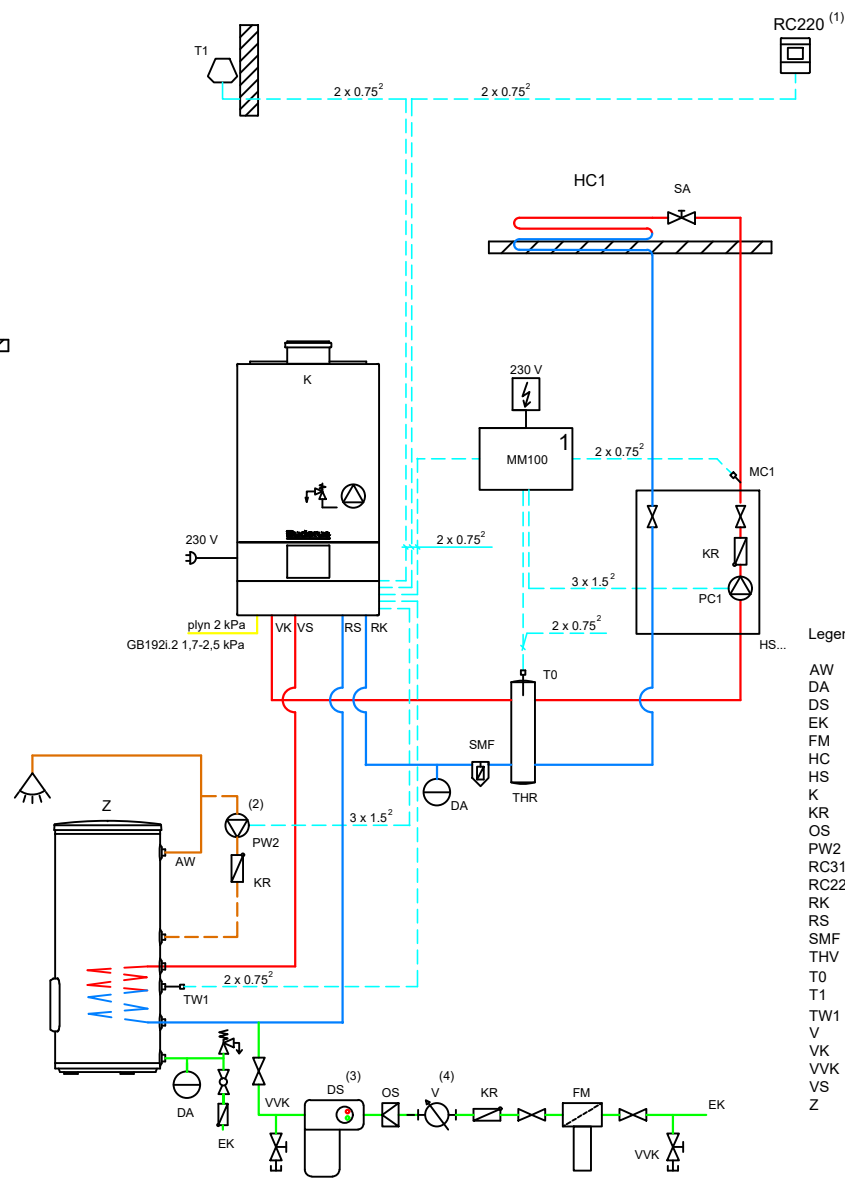 RC220 (1)
T1
2 x 0.75²
2 x 0.75²
HC1
SA
K
230 V
MM100
1
2 x 0.75²
MC1
230 V
2 x 0.75²
KR
3 x 1.5²
PC1
plyn 2 kPa
VK
VS
RS
RK
GB192i.2 1,7-2,5 kPa
2 x 0.75²
HS...
T0
SMF
DA
THR
Z
(2)
PW2
3 x 1.5²
AW
KR
2 x 0.75²
TW1
DA
EK
VVK
DS
(3)
OS
V
(4)
KR
FM
EK
VVK
Leger
AW
DA
DS
EK
FM
HC
HS
K
KR
OS
PW2
RC31
RC22
RK
RS
SMF
THV
T0
T1
TW1
V
VK
VVK
VS
Z